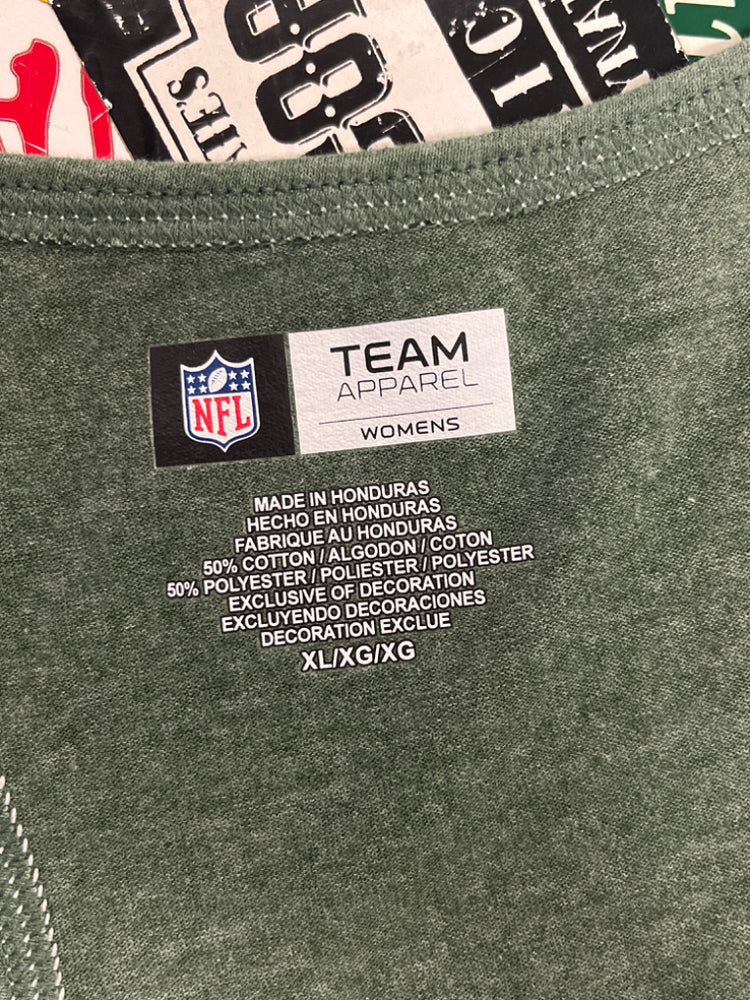 NFL
TEAM
APPAREL
WOMENS
MADE IN HONDURAS
HECHO EN HONDURAS
FABRIQUE AU HONDURAS
50% COTTON / ALGODON / COTON
50% POLYESTER / POLIESTER / POLYESTER
EXCLUSIVE OF DECORATION
EXCLUYENDO DECORACIONES
DECORATION EXCLUE
XL/XG/XG